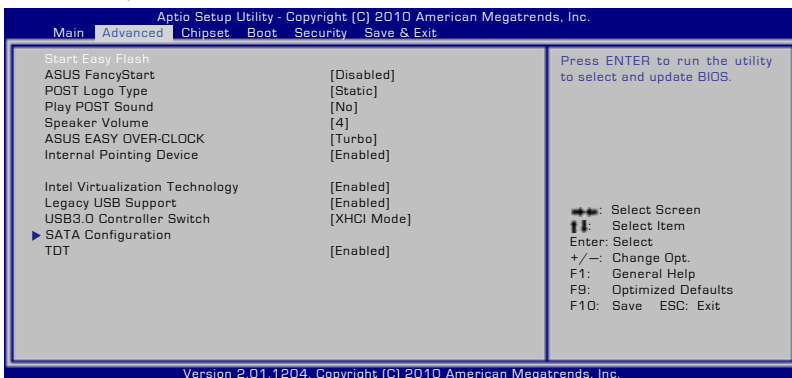 Aptio Setup Utility - Copyright (C) 2010 American Megatrends, Inc.
Main Advanced Chipset Boot Security Save & Exit
Start Easy Flash
ASUS FancyStart [Disabled]
POST Logo Type [Static]
Play POST Sound [No]
Speaker Volume [4]
ASUS EASY OVER-CLOCK [Turbo]
Internal Pointing Device [Enabled]
Intel Virtualization Technology [Enabled]
Legacy USB Support [Enabled]
USB3.0 Controller Switch [XHCI Mode]
SATA Configuration
TDT [Enabled]
Press ENTER to run the utility
to select and update BIOS.
: Select Screen
: Select Item
Enter: Select
+/—: Change Opt.
F1: General Help
F9: Optimized Defaults
F10: Save ESC: Exit
Version 2.01.1204. Copyright (C) 2010 American Megatrends, Inc.